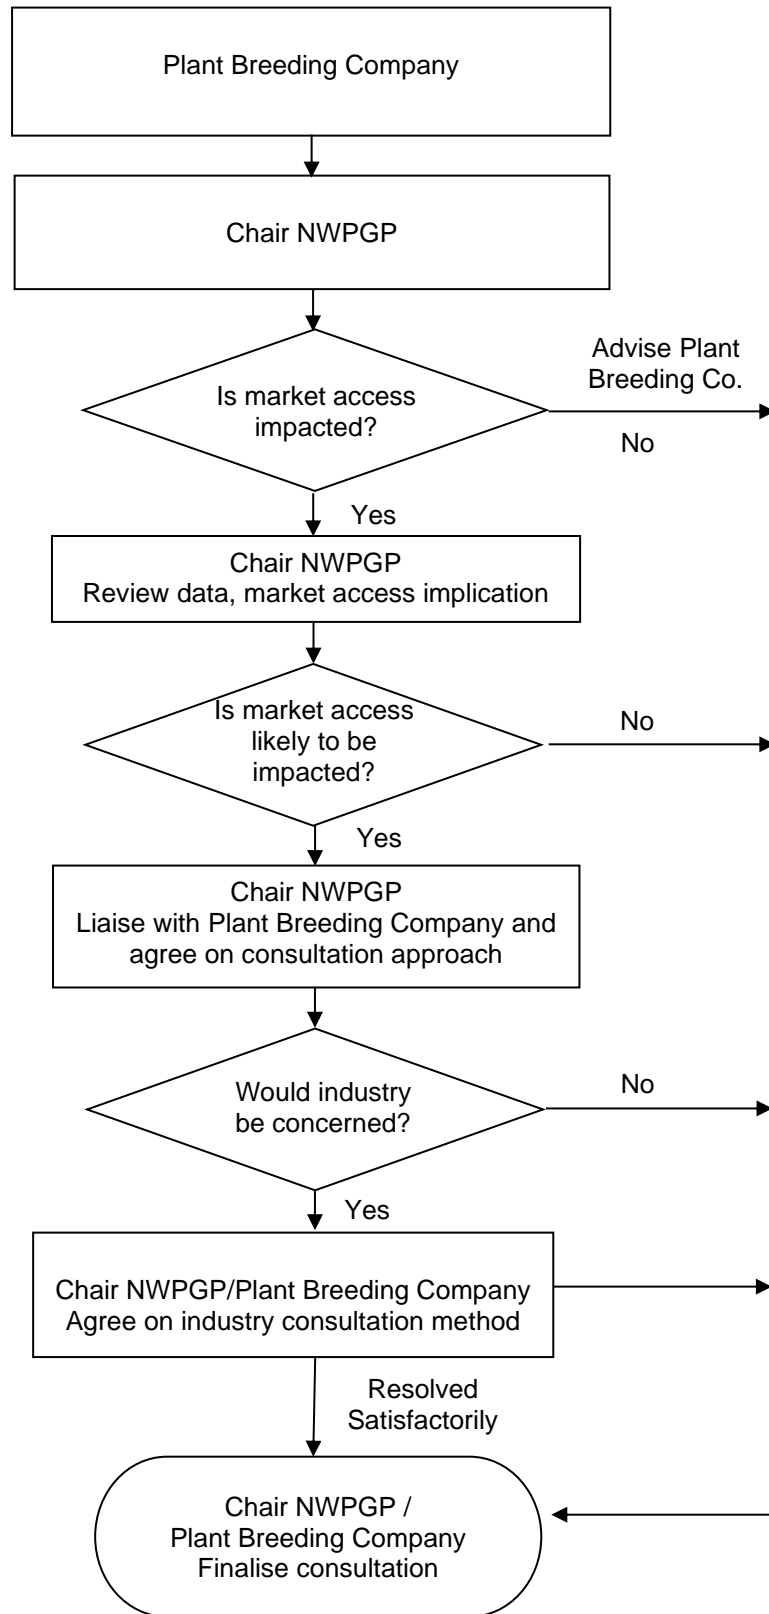 Plant Breeding Company
Chair NWPGP
Is market access
impacted?
Advise Plant
Breeding Co.
No
Yes
Chair NWPGP
Review data, market access implication
Is market access
likely to be
impacted?
No
Yes
Chair NWPGP
Liaise with Plant Breeding Company and
agree on consultation approach
Would industry
be concerned?
No
Yes
Chair NWPGP/Plant Breeding Company
Agree on industry consultation method
Resolved
Satisfactorily
Chair NWPGP /
Plant Breeding Company
Finalise consultation